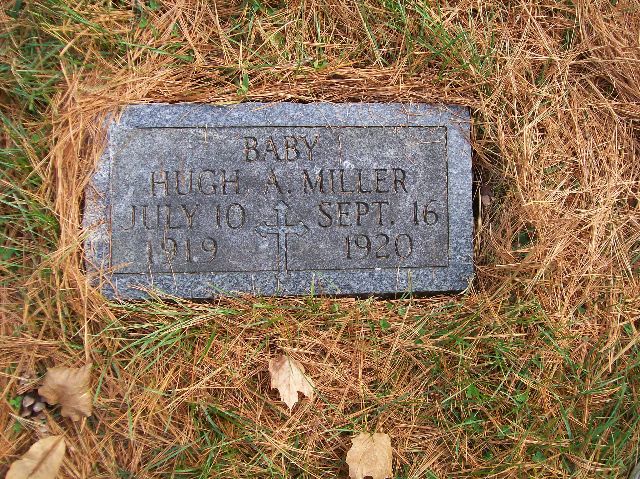 BABY
HUGH A. MILLER
JULY 10 SEPT. 16
1919 1920